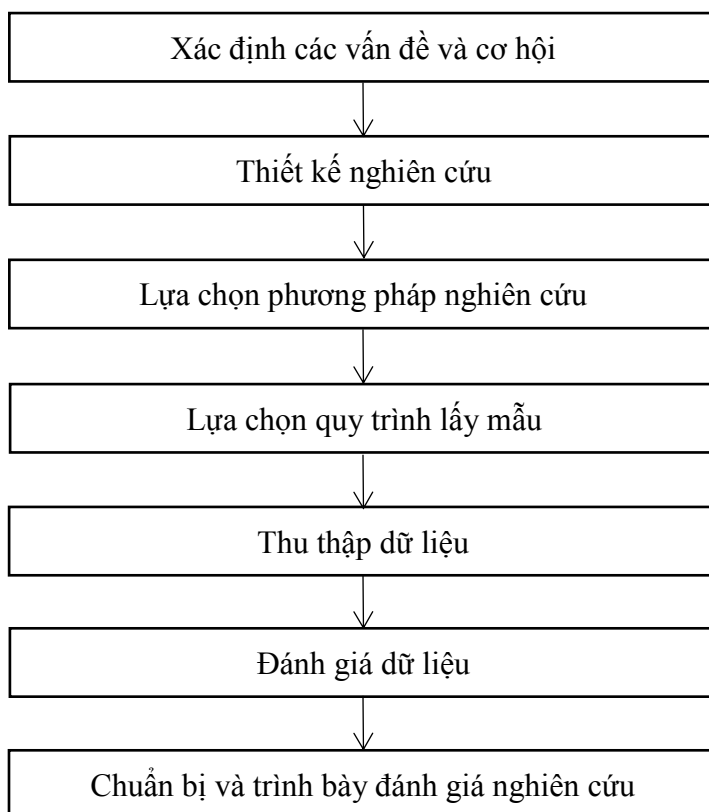 Xác định các vấn đề và cơ hội
Thiết kế nghiên cứu
Lựa chọn phương pháp nghiên cứu
Lựa chọn quy trình lấy mẫu
Thu thập dữ liệu
Đánh giá dữ liệu
Chuẩn bị và trình bày đánh giá nghiên cứu